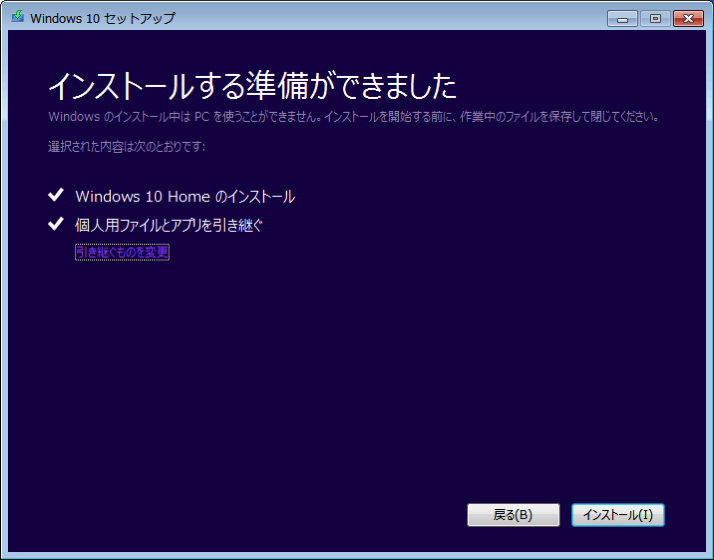 Windows 10 セットアップ
インストールする準備ができました
Windows のインストール中は PC を使うことができません。インストールを開始する前に、作業中のファイルを保存して閉じてください。
選択された内容は次のとおりです:
Windows 10 Home のインストール
個人用ファイルとアプリを引き継ぐ
引き継ぐものを変更
戻る(B)
インストール(I)